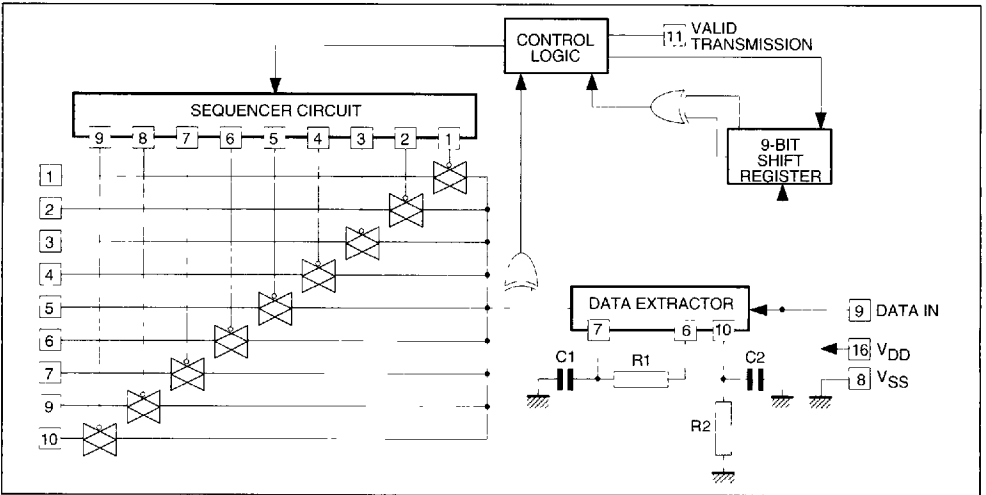 CONTROL
LOGIC
11 VALID
TRANSMISSION
SEQUENCER CIRCUIT
9 8 7 6 5 4 3 2 1
9-BIT
SHIFT
REGISTER
1
2
3
4
5
6
7
9
10
DATA EXTRACTOR
7 6 10
9 DATA IN
16 VDD
8 VSS
C1 R1 C2
R2